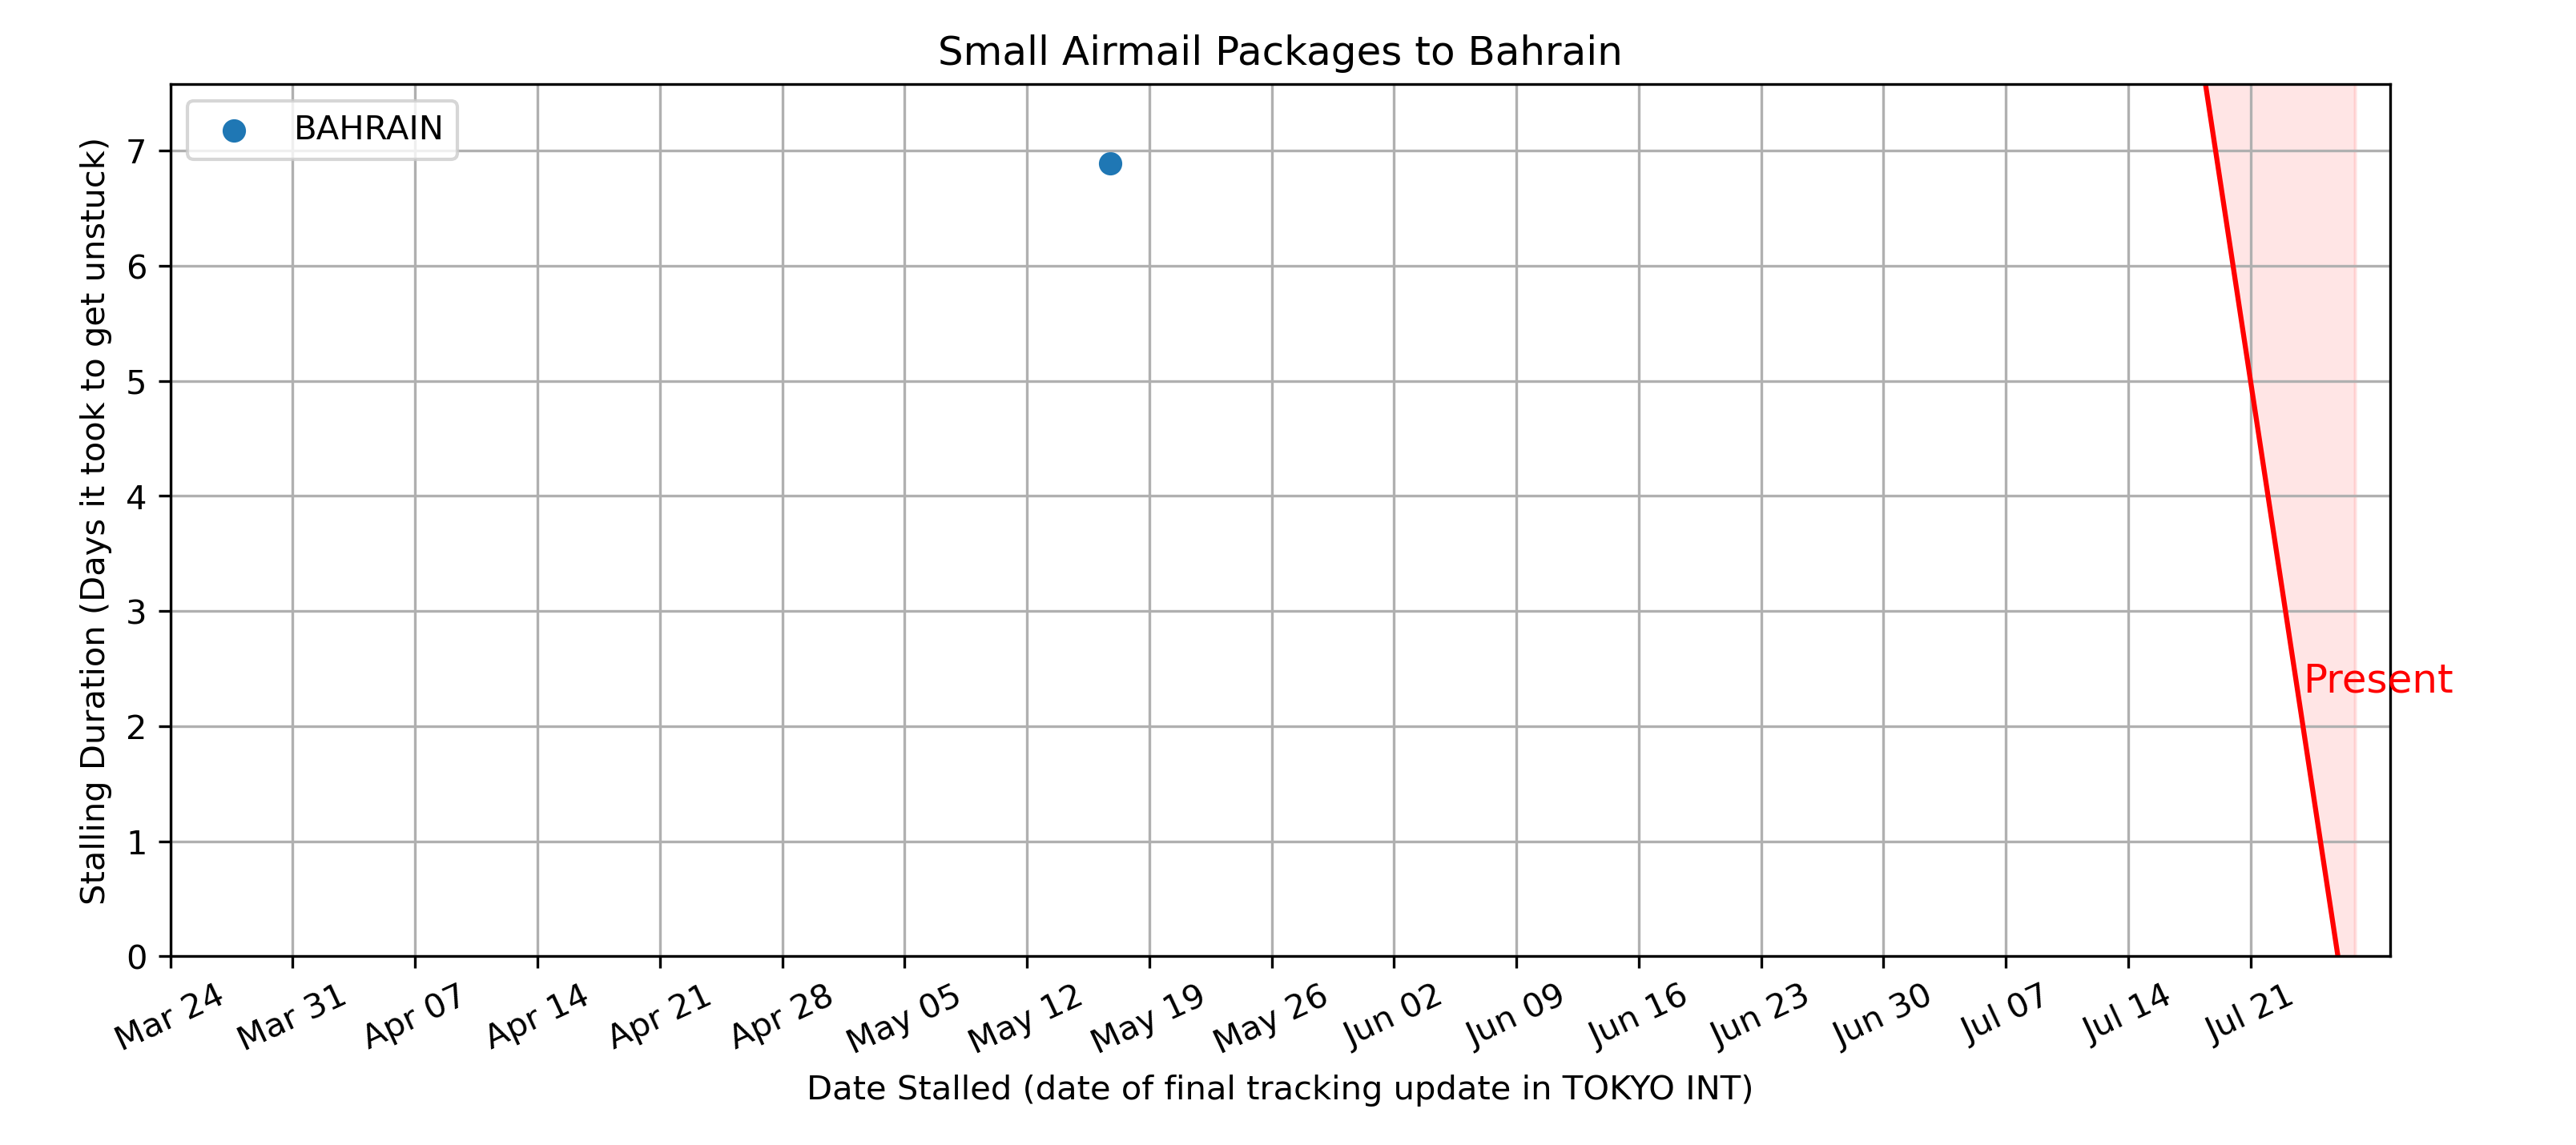 Small Airmail Packages to Bahrain
BAHRAIN
Stalling Duration (Days it took to get unstuck)
7
6
5
4
3
2
1
0
Present
Mar 24
Mar 31
Apr 07
Apr 14
Apr 21
Apr 28
May 05
May 12
May 19
May 26
Jun 02
Jun 09
Jun 16
Jun 23
Jun 30
Jul 07
Jul 14
Jul 21
Date Stalled (date of final tracking update in TOKYO INT)